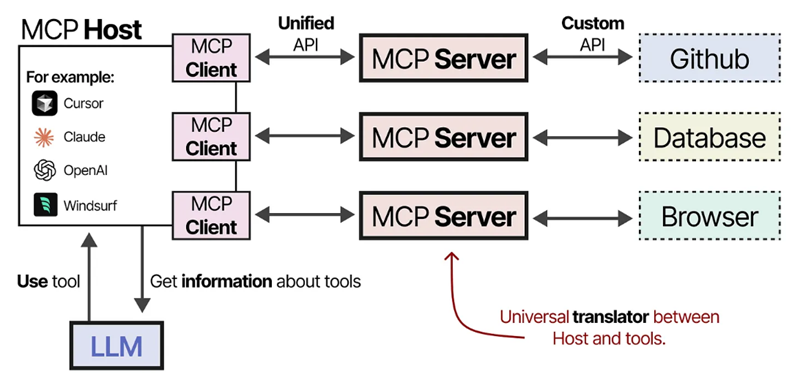 MCP Host
For example:
Cursor
Claude
OpenAI
Windsurf
MCP
Client
Unified
API
MCP Server
Custom
API
Github
MCP
Client
MCP Server
Database
MCP
Client
MCP Server
Browser
Use tool
Get information about tools
LLM
Universal translator between
Host and tools.